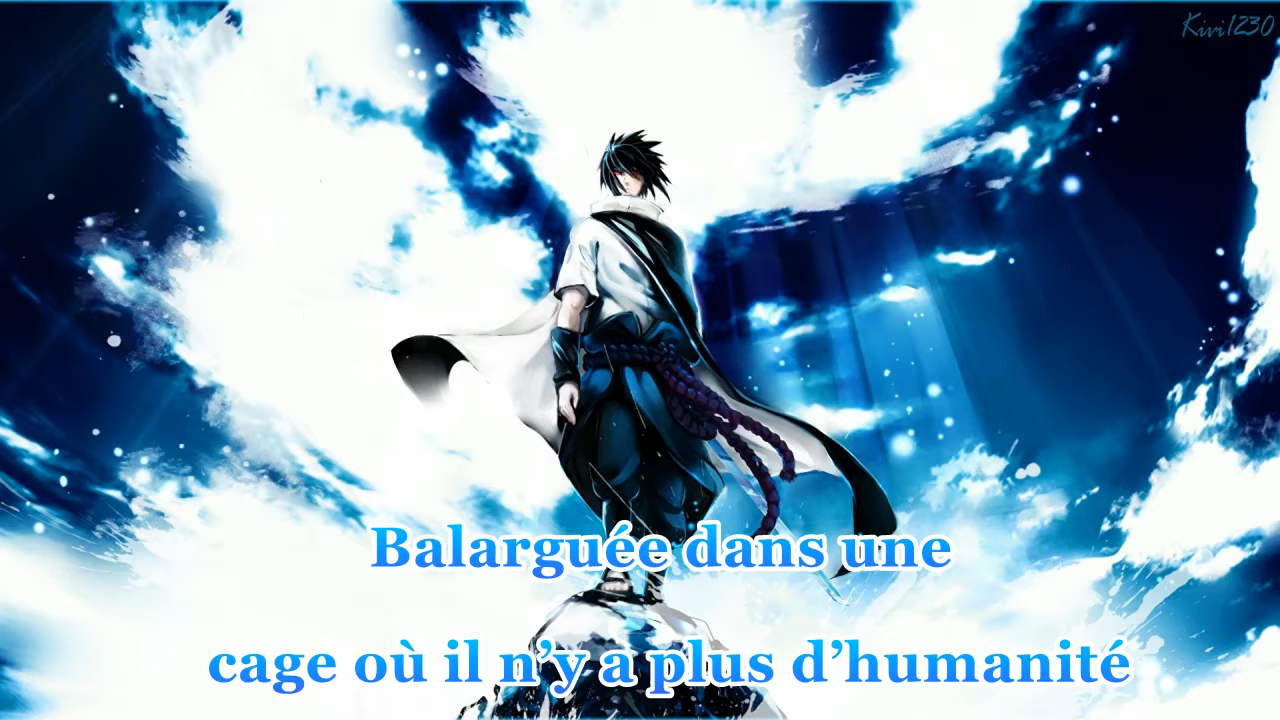 Kivi1230
Balarguée dans une
cage où il n’y a plus d’humanité